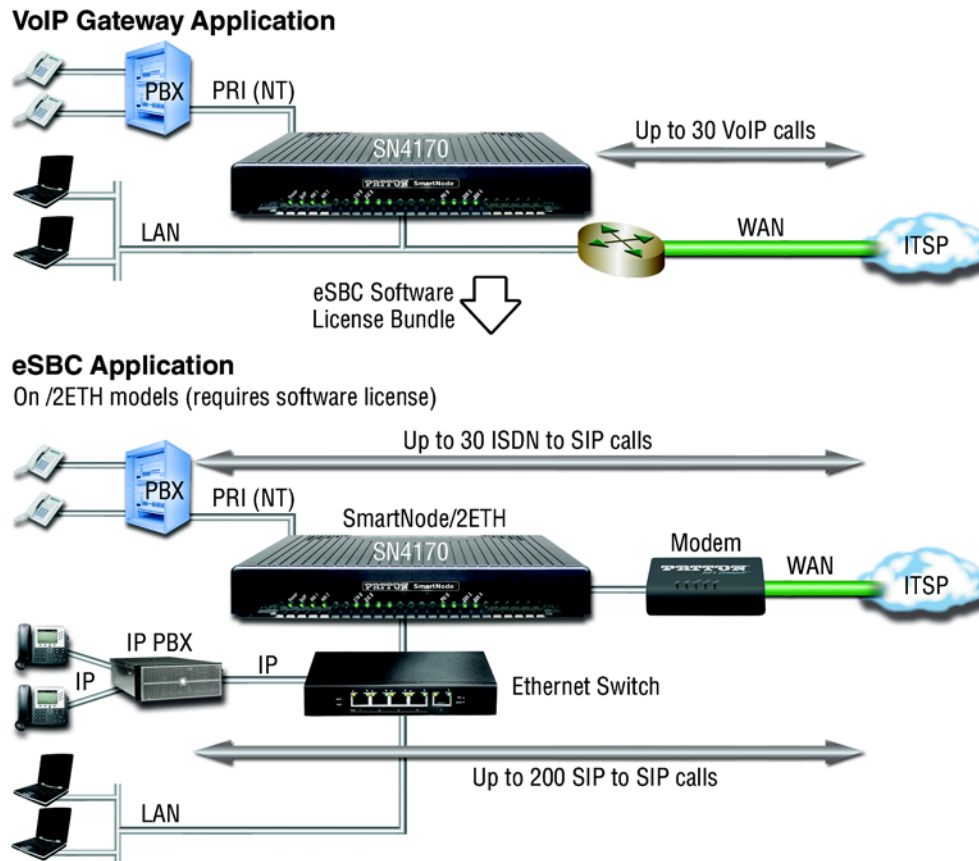 VoIP Gateway Application
PBX
PRI (NT)
SN4170
PATTON SmartNode
Up to 30 VoIP calls
LAN
WAN
ITSP
eSBC Software
License Bundle
eSBC Application
On /2ETH models (requires software license)
Up to 30 ISDN to SIP calls
PBX
PRI (NT)
SmartNode/2ETH
SN4170
PATTON SmartNode
Modem
PATTON
WAN
ITSP
IP PBX
IP
IP
Ethernet Switch
Up to 200 SIP to SIP calls
LAN